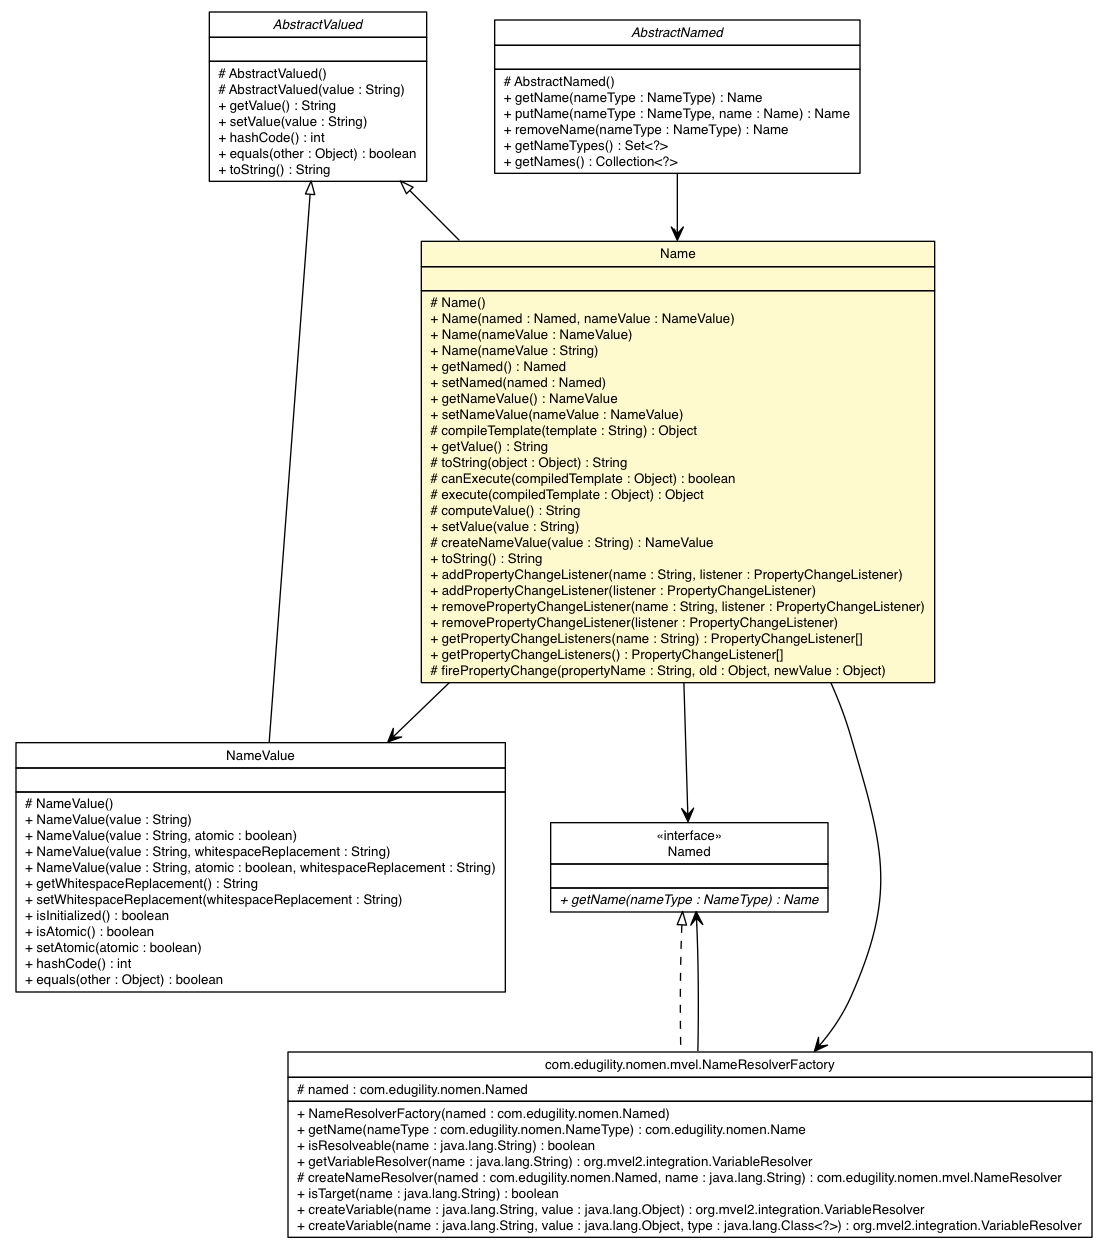 AbstractValued
# AbstractValued()
# AbstractValued(value : String)
+ getValue() : String
+ setValue(value : String)
+ hashCode() : int
+ equals(other : Object) : boolean
+ toString() : String
AbstractNamed
# AbstractNamed()
+ getName(nameType : NameType) : Name
+ putName(nameType : NameType, name : Name) : Name
+ removeName(nameType : NameType) : Name
+ getNameTypes() : Set<?>
+ getNames() : Collection<?>
Name
# Name()
+ Name(named : Named, nameValue : NameValue)
+ Name(nameValue : NameValue)
+ Name(nameValue : String)
+ getNamed() : Named
+ setNamed(named : Named)
+ getNameValue() : NameValue
+ setNameValue(nameValue : NameValue)
# compileTemplate(template : String) : Object
+ getValue() : String
# toString(object : Object) : String
# canExecute(compiledTemplate : Object) : boolean
# execute(compiledTemplate : Object) : Object
# computeValue() : String
+ setValue(value : String)
# createNameValue(value : String) : NameValue
+ toString() : String
+ addPropertyChangeListener(name : String, listener : PropertyChangeListener)
+ addPropertyChangeListener(listener : PropertyChangeListener)
+ removePropertyChangeListener(name : String, listener : PropertyChangeListener)
+ removePropertyChangeListener(listener : PropertyChangeListener)
+ getPropertyChangeListeners(name : String) : PropertyChangeListener[]
+ getPropertyChangeListeners() : PropertyChangeListener[]
# firePropertyChange(propertyName : String, old : Object, newValue : Object)
NameValue
# NameValue()
+ NameValue(value : String)
+ NameValue(value : String, atomic : boolean)
+ NameValue(value : String, whitespaceReplacement : String)
+ NameValue(value : String, atomic : boolean, whitespaceReplacement : String)
+ getWhitespaceReplacement() : String
+ setWhitespaceReplacement(whitespaceReplacement : String)
+ isInitialized() : boolean
+ isAtomic() : boolean
+ setAtomic(atomic : boolean)
+ hashCode() : int
+ equals(other : Object) : boolean
«interface»
Named
+ getName(nameType : NameType) : Name
com.edugility.nomen.mvel.NameResolverFactory
# named : com.edugility.nomen.Named
+ NameResolverFactory(named : com.edugility.nomen.Named)
+ getName(nameType : com.edugility.nomen.NameType) : com.edugility.nomen.Name
+ isResolveable(name : java.lang.String) : boolean
+ getVariableResolver(name : java.lang.String) : org.mvel2.integration.VariableResolver
# createNameResolver(named : com.edugility.nomen.Named, name : java.lang.String) : com.edugility.nomen.mvel.NameResolver
+ isTarget(name : java.lang.String) : boolean
+ createVariable(name : java.lang.String, value : java.lang.Object) : org.mvel2.integration.VariableResolver
+ createVariable(name : java.lang.String, value : java.lang.Object, type : java.lang.Class<?>) : org.mvel2.integration.VariableResolver